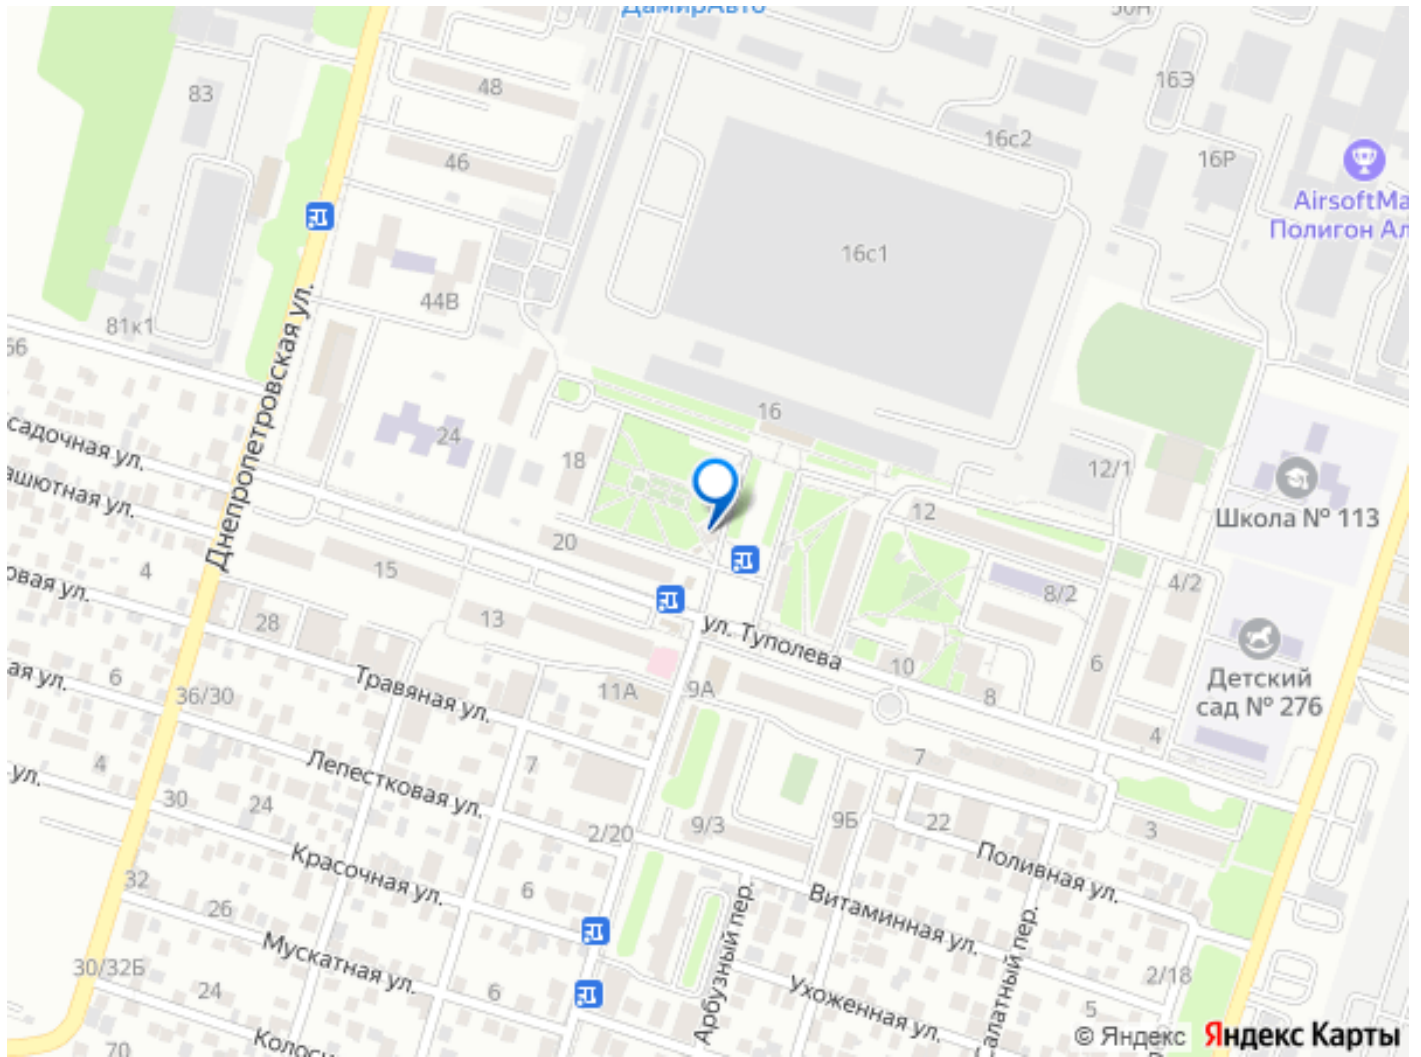 ДамирАвто
30Н
83
48
16Э
46
16с2
16Р
AirsoftMa
Полигон Ал
16с1
44В
81к1
66
Днепропетровская ул.
16
24
18
садочная ул.
ашютная ул.
12/1
12
Школа № 113
20
15
4
овая ул.
4/2
8/2
13
28
ул. Туполева
10
6
8
Детский
сад № 276
Травяная ул.
11А
9А
ая ул.
6
36/30
4
7
7
Лепестковая ул.
ул.
4
30
24
2/20
9/3
9Б
22
3
Поливная ул.
Красочная ул.
32
6
Витаминная ул.
26
Мускатная ул.
Арбузный пер.
Салатный пер.
30/32Б
24
6
Ухоженная ул.
2/18
5
70
Колосн
© Яндекс Яндекс Карты